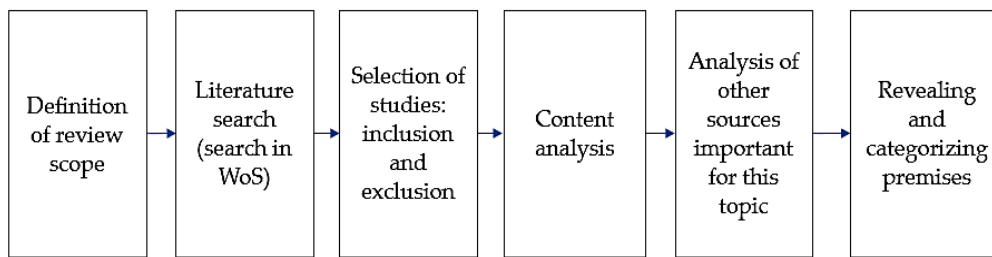 Definition
of review
scope
Literature
search
(search in
WoS)
Selection of
studies:
inclusion
and
exclusion
Content
analysis
Analysis of
other
sources
important
for this
topic
Revealing
and
categorizing
premises